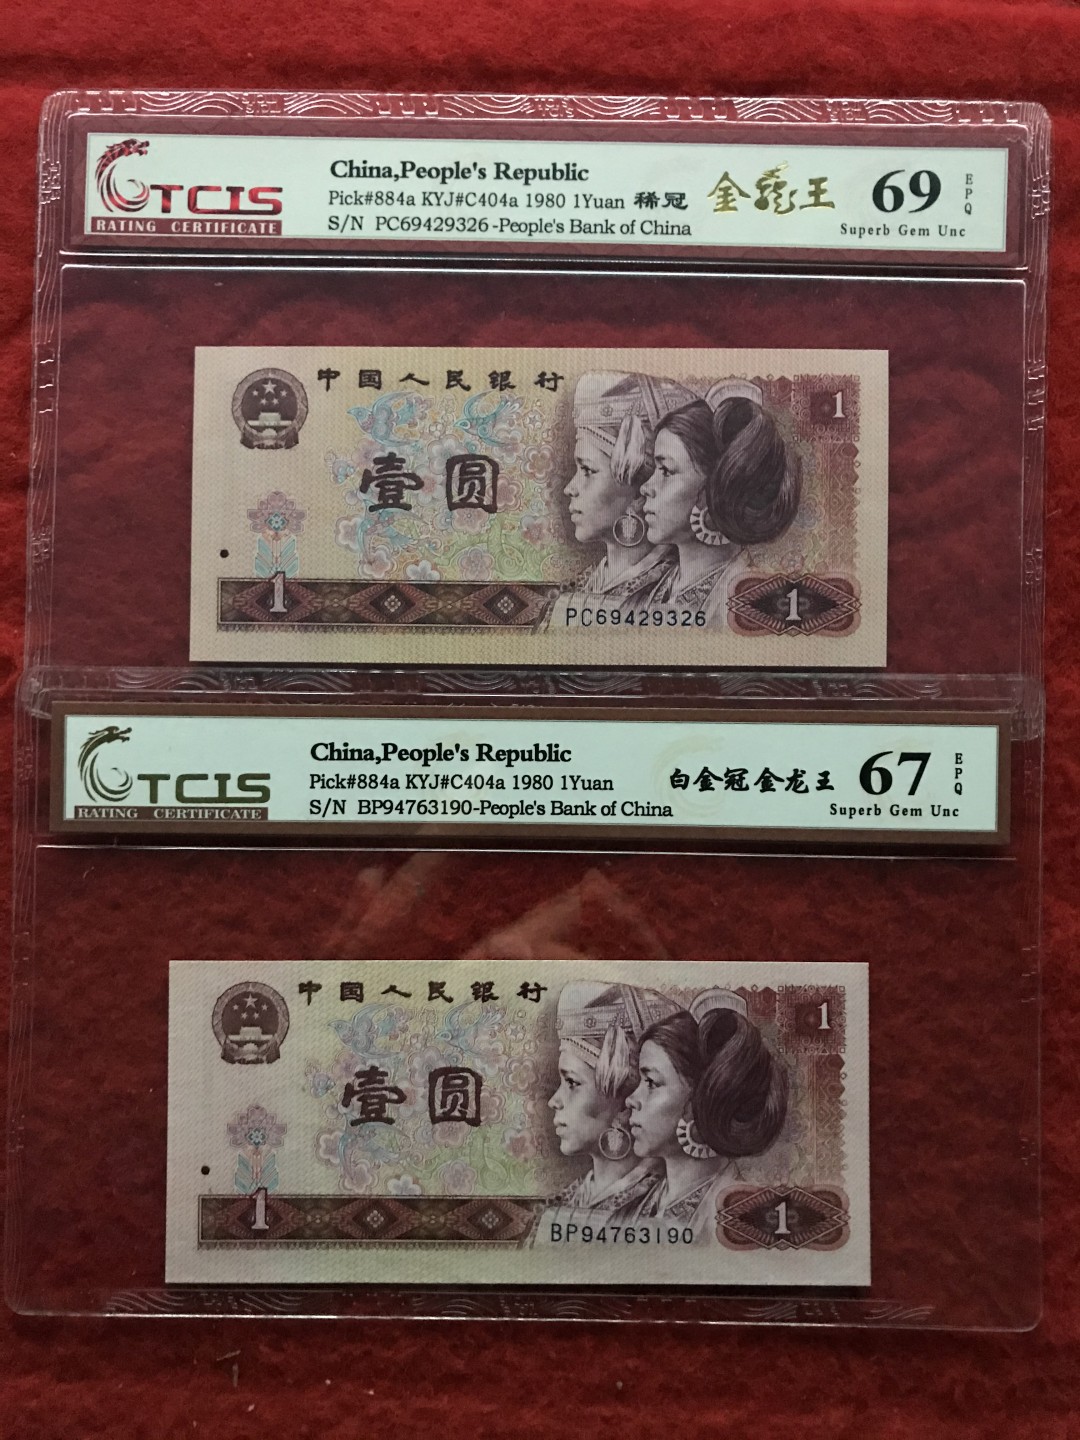 TCIS
RATING CERTIFICATE
China,People's Republic
Pick#884a KYJ#C404a 1980 1Yuan 稀冠
S/N PC69429326-People's Bank of China
金龍王
69
EPQ
Superb Gem Unc
中国人民银行
1
壹圆
1
PC69429326
1
TCIS
RATING CERTIFICATE
China,People's Republic
Pick#884a KYJ#C404a 1980 1Yuan
S/N BP94763190-People's Bank of China
白金冠金龙王
67
EPQ
Superb Gem Unc
中国人民银行
1
壹圆
1
BP94763190
1